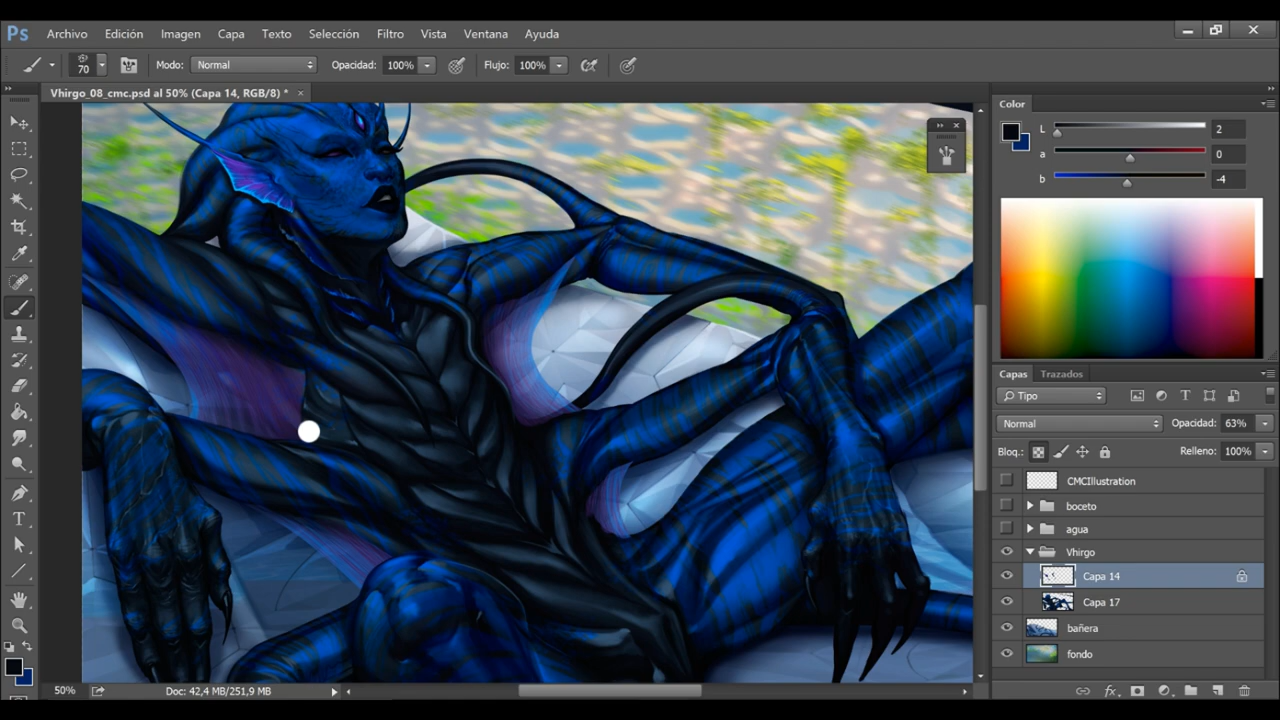 Ps Archivo Edición Imagen Capa Texto Selección Filtro Vista Ventana Ayuda
70 Modo: Normal Opacidad: 100% Flujo: 100%
Vhirgo_08_cmc.psd al 50% (Capa 14, RGB/8) * ×
Color
L 2
a 0
b -4
Capas Trazados
Tipo
Normal Opacidad: 63%
Bloq.: Relleno: 100%
CMCIllustration
boceto
agua
Vhirgo
Capa 14
Capa 17
bañera
fondo
50% Doc: 42,4 MB/251,9 MB